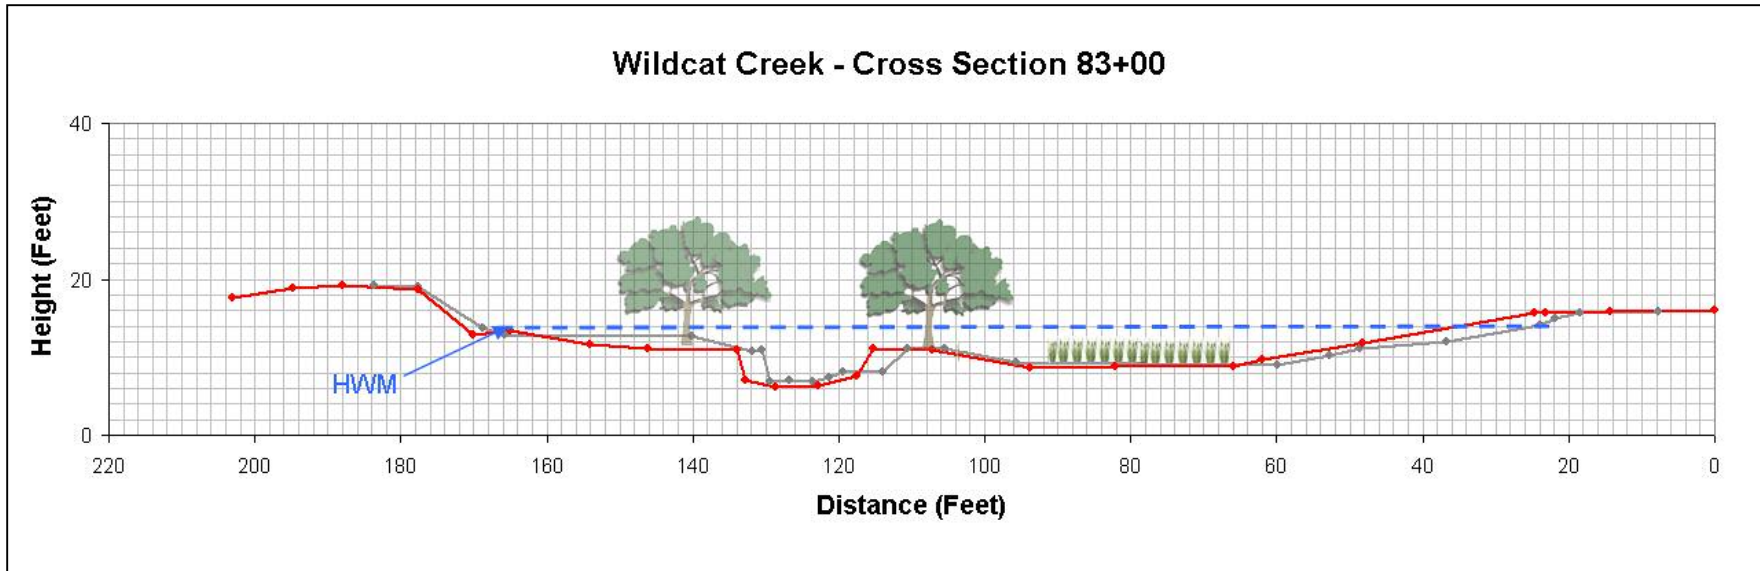 Wildcat Creek - Cross Section 83+00
40
20
0
Height (Feet)
HWM
220 200 180 160 140 120 100 80 60 40 20 0
Distance (Feet)